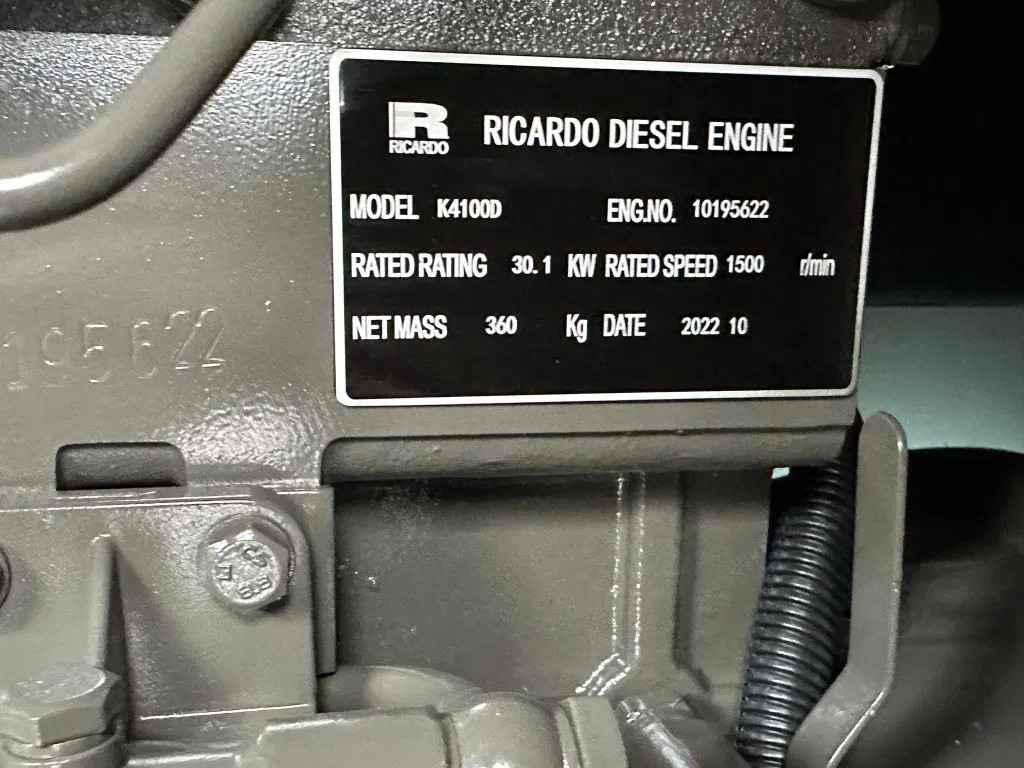 R
RICARDO
RICARDO DIESEL ENGINE
MODEL K4100D ENG.NO. 10195622
RATED RATING 30.1 KW RATED SPEED 1500 r/min
NET MASS 360 Kg DATE 2022 10
195622